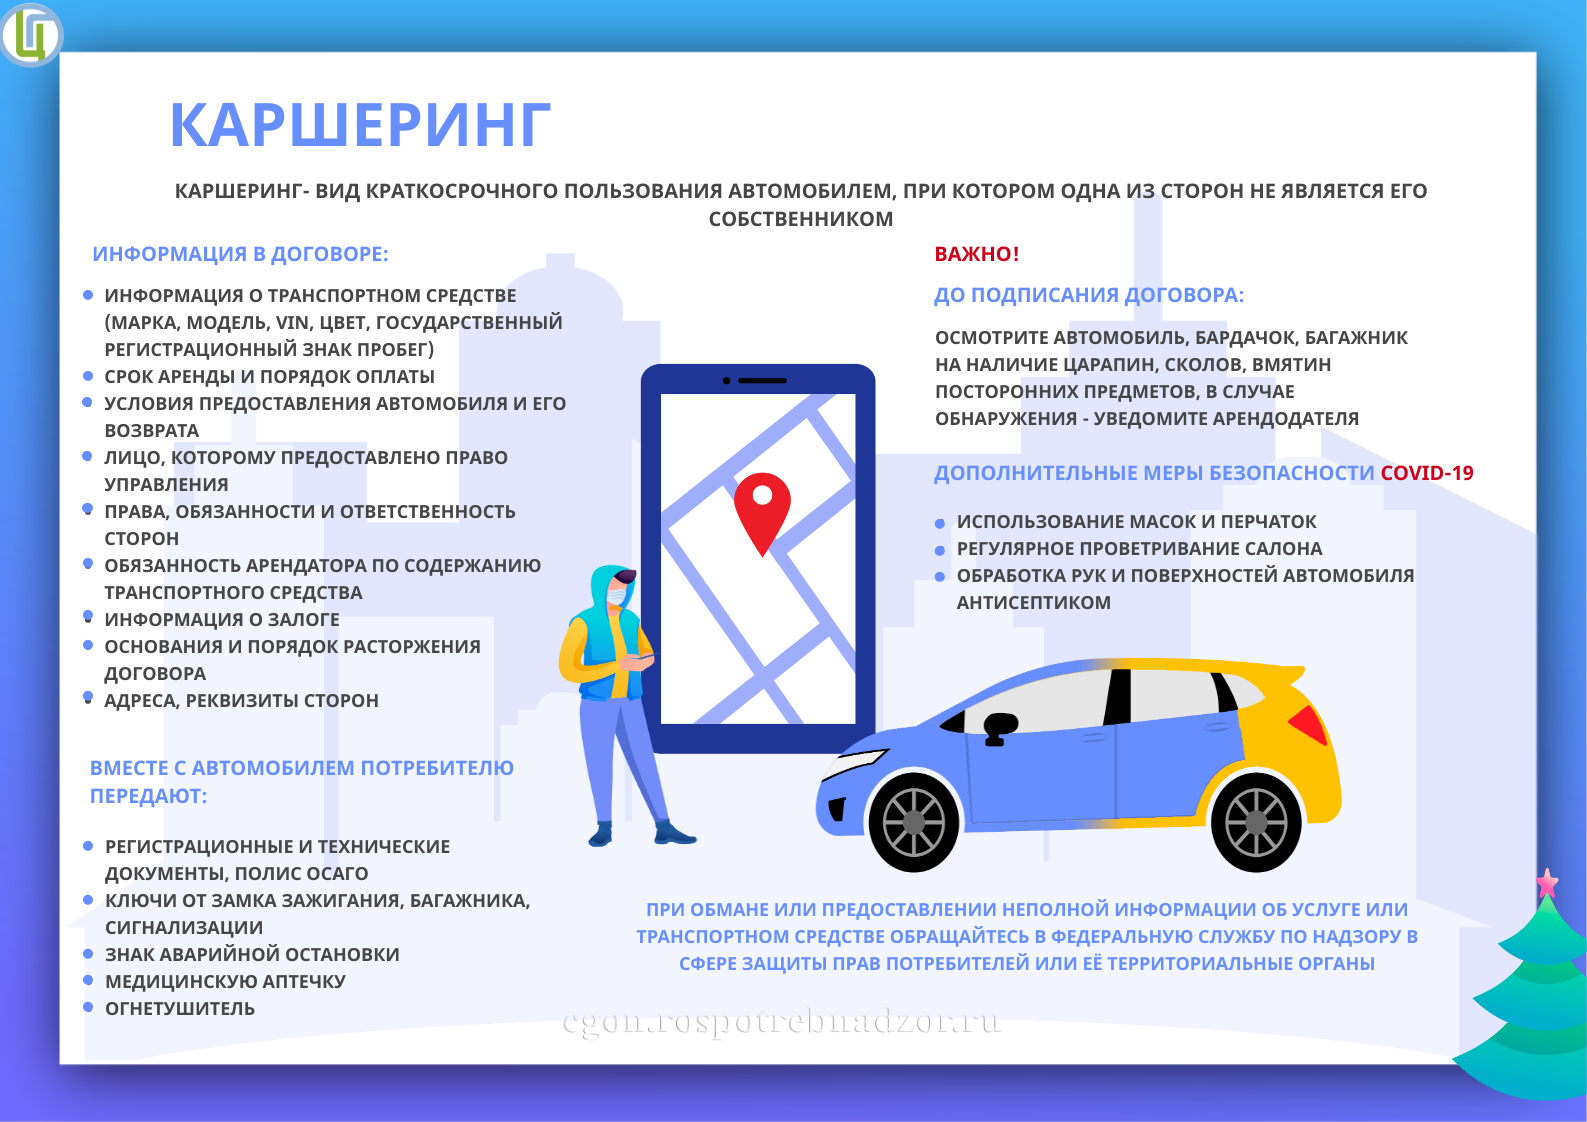 КАРШЕРИНГ
КАРШЕРИНГ- ВИД КРАТКОСРОЧНОГО ПОЛЬЗОВАНИЯ АВТОМОБИЛЕМ, ПРИ КОТОРОМ ОДНА ИЗ СТОРОН НЕ ЯВЛЯЕТСЯ ЕГО
СОБСТВЕННИКОМ
ИНФОРМАЦИЯ В ДОГОВОРЕ:
ИНФОРМАЦИЯ О ТРАНСПОРТНОМ СРЕДСТВЕ
(МАРКА, МОДЕЛЬ, VIN, ЦВЕТ, ГОСУДАРСТВЕННЫЙ
РЕГИСТРАЦИОННЫЙ ЗНАК ПРОБЕГ)
СРОК АРЕНДЫ И ПОРЯДОК ОПЛАТЫ
УСЛОВИЯ ПРЕДОСТАВЛЕНИЯ АВТОМОБИЛЯ И ЕГО
ВОЗВРАТА
ЛИЦО, КОТОРОМУ ПРЕДОСТАВЛЕНО ПРАВО
УПРАВЛЕНИЯ
ПРАВА, ОБЯЗАННОСТИ И ОТВЕТСТВЕННОСТЬ
СТОРОН
ОБЯЗАННОСТЬ АРЕНДАТОРА ПО СОДЕРЖАНИЮ
ТРАНСПОРТНОГО СРЕДСТВА
ИНФОРМАЦИЯ О ЗАЛОГЕ
ОСНОВАНИЯ И ПОРЯДОК РАСТОРЖЕНИЯ
ДОГОВОРА
АДРЕСА, РЕКВИЗИТЫ СТОРОН
ВМЕСТЕ С АВТОМОБИЛЕМ ПОТРЕБИТЕЛЮ
ПЕРЕДАЮТ:
РЕГИСТРАЦИОННЫЕ И ТЕХНИЧЕСКИЕ
ДОКУМЕНТЫ, ПОЛИС ОСАГО
КЛЮЧИ ОТ ЗАМКА ЗАЖИГАНИЯ, БАГАЖНИКА,
СИГНАЛИЗАЦИИ
ЗНАК АВАРИЙНОЙ ОСТАНОВКИ
МЕДИЦИНСКУЮ АПТЕЧКУ
ОГНЕТУШИТЕЛЬ
ВАЖНО!
ДО ПОДПИСАНИЯ ДОГОВОРА:
ОСМОТРИТЕ АВТОМОБИЛЬ, БАРДАЧОК, БАГАЖНИК
НА НАЛИЧИЕ ЦАРАПИН, СКОЛОВ, ВМЯТИН
ПОСТОРОННИХ ПРЕДМЕТОВ, В СЛУЧАЕ
ОБНАРУЖЕНИЯ - УВЕДОМИТЕ АРЕНДОДАТЕЛЯ
ДОПОЛНИТЕЛЬНЫЕ МЕРЫ БЕЗОПАСНОСТИ COVID-19
ИСПОЛЬЗОВАНИЕ МАСОК И ПЕРЧАТОК
РЕГУЛЯРНОЕ ПРОВЕТРИВАНИЕ САЛОНА
ОБРАБОТКА РУК И ПОВЕРХНОСТЕЙ АВТОМОБИЛЯ
АНТИСЕПТИКОМ
ПРИ ОБМАНЕ ИЛИ ПРЕДОСТАВЛЕНИИ НЕПОЛНОЙ ИНФОРМАЦИИ ОБ УСЛУГЕ ИЛИ
ТРАНСПОРТНОМ СРЕДСТВЕ ОБРАЩАЙТЕСЬ В ФЕДЕРАЛЬНУЮ СЛУЖБУ ПО НАДЗОРУ В
СФЕРЕ ЗАЩИТЫ ПРАВ ПОТРЕБИТЕЛЕЙ ИЛИ ЕЁ ТЕРРИТОРИАЛЬНЫЕ ОРГАНЫ
cgon.rospotrebnadzor.ru